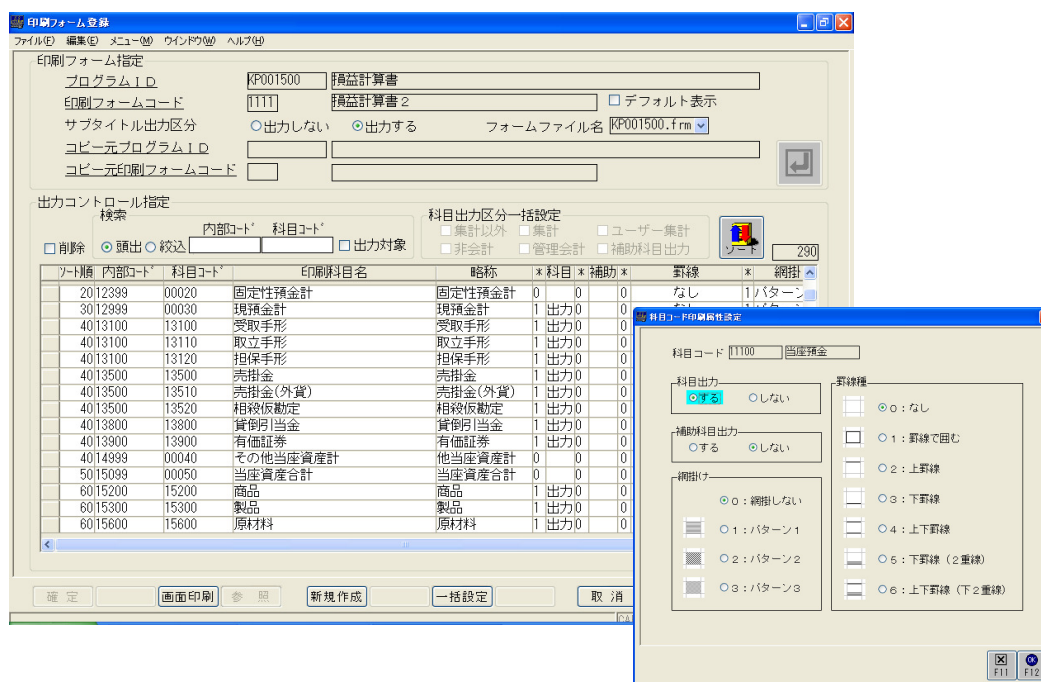 印刷フォーム登録
ファイル(F) 編集(E) メニュー(M) ウインドウ(W) ヘルプ(H)
印刷フォーム指定
プログラムID KP001500 損益計算書
印刷フォームコード 1111 損益計算書2 デフォルト表示
サブタイトル出力区分 出力しない 出力する フォームファイル名 KP001500.frm
コピー元プログラムID
コピー元印刷フォームコード
出力コントロール指定
検索 科目出力区分一括設定
内部コード 科目コード 集計以外 集計 ユーザー集計
削除 頭出 絞込 出力対象 非会計 管理会計 補助科目出力 ソート 290
ソート順 内部コード 科目コード 印刷科目名 略称 * 科目 * 補助 * 罫線 * 網掛
20 12399 00020 固定性預金計 固定性預金計 0 0 0 なし 1 パターン
30 12999 00030 現預金計 現預金計 1 出力 0 0
40 13100 13100 受取手形 受取手形 1 出力 0 0
40 13100 13110 取立手形 取立手形 1 出力 0 0
40 13100 13120 担保手形 担保手形 1 出力 0 0
40 13500 13500 売掛金 売掛金 1 出力 0 0
40 13500 13510 売掛金(外貨) 売掛金(外貨) 1 出力 0 0
40 13500 13520 相殺仮勘定 相殺仮勘定 1 出力 0 0
40 13800 13800 貸倒引当金 貸倒引当金 1 出力 0 0
40 13900 13900 有価証券 有価証券 1 出力 0 0
40 14999 00040 その他当座資産計 他当座資産計 0 0 0
50 15099 00050 当座資産合計 当座資産合計 0 0 0
60 15200 15200 商品 商品 1 出力 0 0
60 15300 15300 製品 製品 1 出力 0 0
60 15600 15600 原材料 原材料 1 出力 0 0
確定 画面印刷 参照 新規作成 一括設定 取消
科目コード印刷属性設定
科目コード 11100 当座預金
科目出力
する しない
補助科目出力
する しない
網掛け
0:網掛しない
1:パターン1
2:パターン2
3:パターン3
罫線種
0:なし
1:罫線で囲む
2:上罫線
3:下罫線
4:上下罫線
5:下罫線(2重線)
6:上下罫線(下2重線)
F11 OK F12